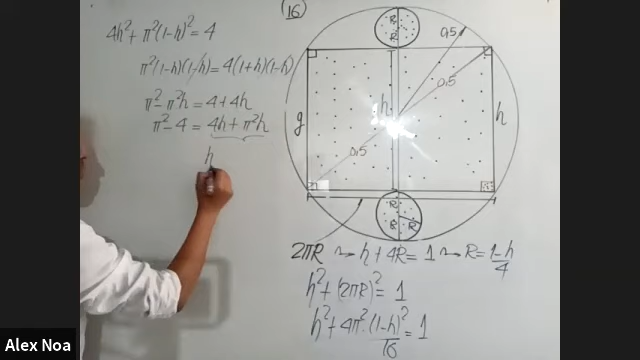 4h² + π²(1-h)² = 4
π²(1-h)(1-h) = 4(1+h)(1-h)
π² - π²h = 4 + 4h
π² - 4 = 4h + π²h
h
(16)
R
R
0,5
0,5
g
h
h
0,5
R
R
R
2πR ~> h + 4R = 1 ~> R = 1-h/4
h² + (2πR)² = 1
h² + 4π²·(1-h)²/16 = 1
Alex Noa